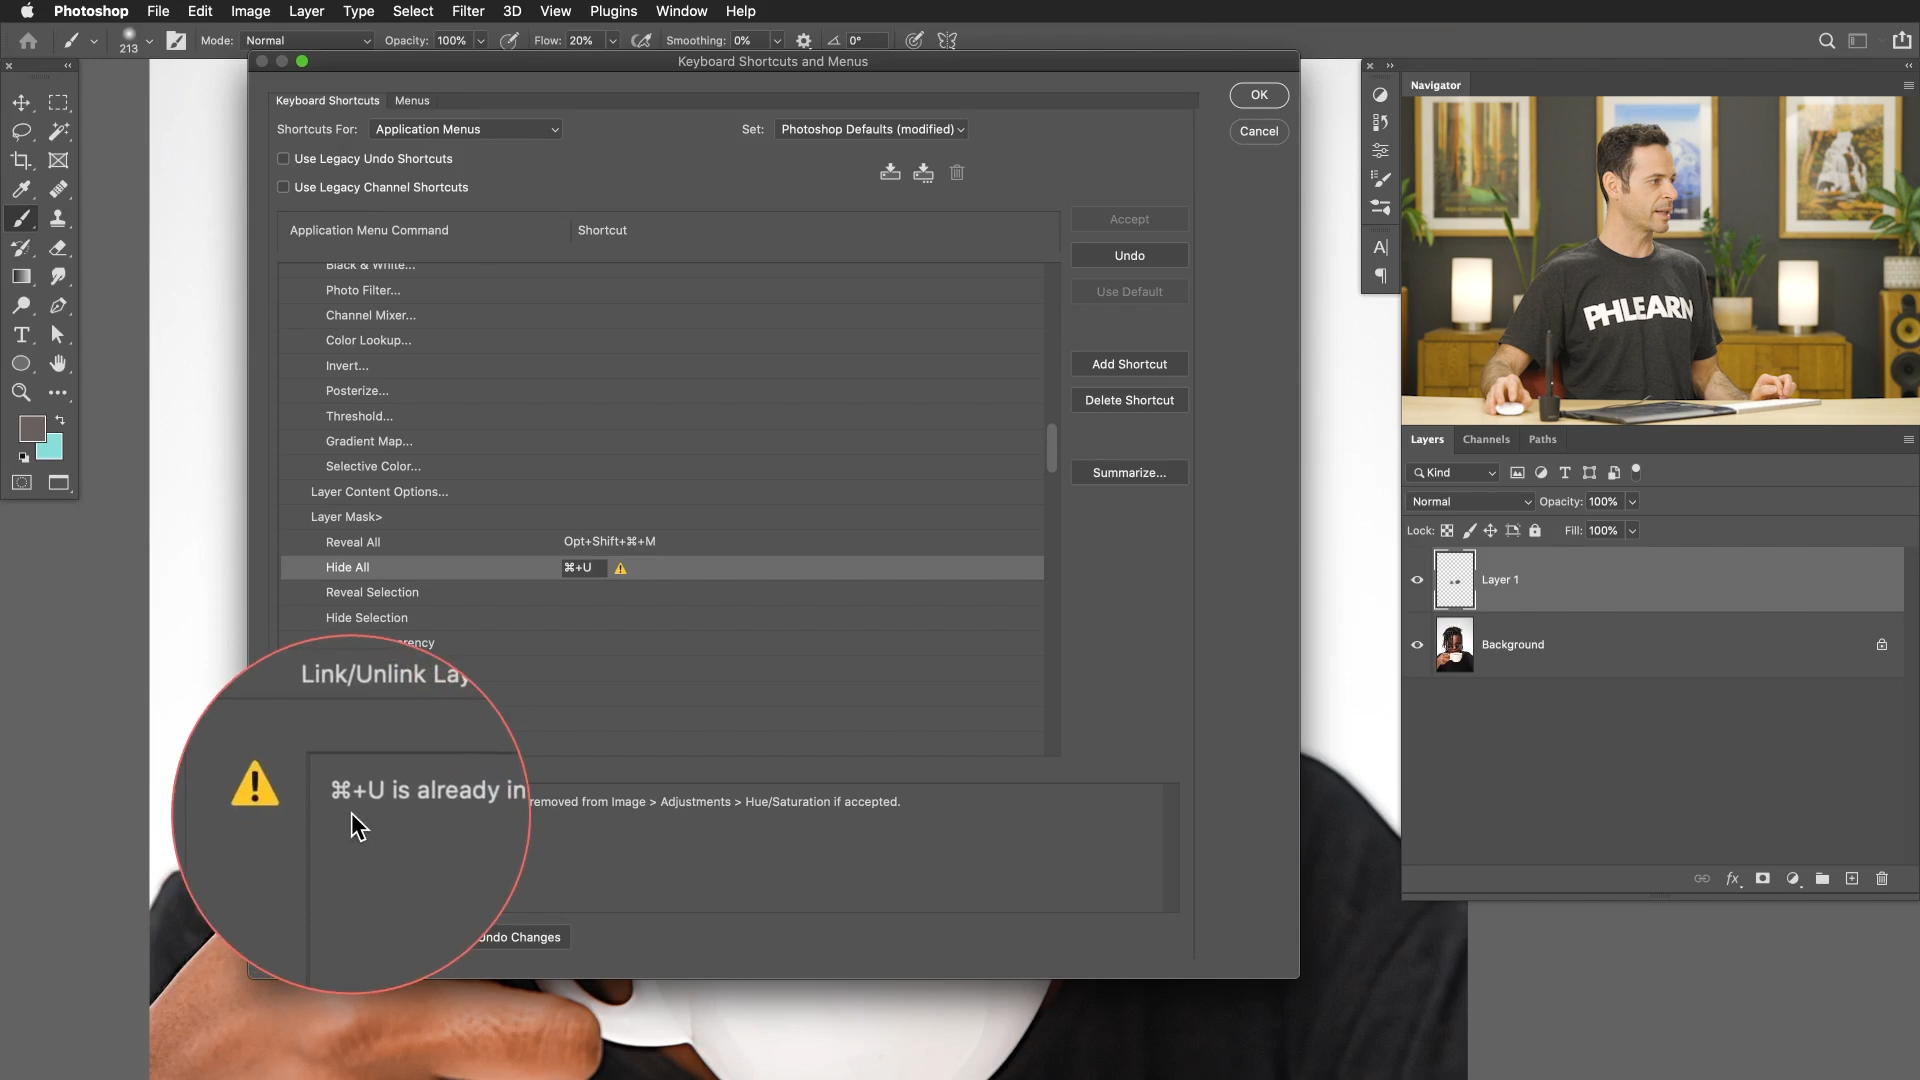 Photoshop File Edit Image Layer Type Select Filter 3D View Plugins Window Help
213 Mode: Normal Opacity: 100% Flow: 20% Smoothing: 0% 0°
Keyboard Shortcuts and Menus
Keyboard Shortcuts Menus
OK
Shortcuts For: Application Menus Set: Photoshop Defaults (modified)
Cancel
Use Legacy Undo Shortcuts
Use Legacy Channel Shortcuts
Accept
Application Menu Command Shortcut
Undo
Black & White...
Photo Filter...
Use Default
Channel Mixer...
Color Lookup...
Invert...
Add Shortcut
Posterize...
Delete Shortcut
Threshold...
Gradient Map...
Selective Color...
Summarize...
Layer Content Options...
Layer Mask>
Reveal All Opt+Shift+⌘+M
Hide All ⌘+U
Reveal Selection
Hide Selection
rency
Link/Unlink Lay
⌘+U is already in
removed from Image > Adjustments > Hue/Saturation if accepted.
Undo Changes
Navigator
PHLEARN
Layers Channels Paths
Kind
Normal Opacity: 100%
Lock: Fill: 100%
Layer 1
Background
fx